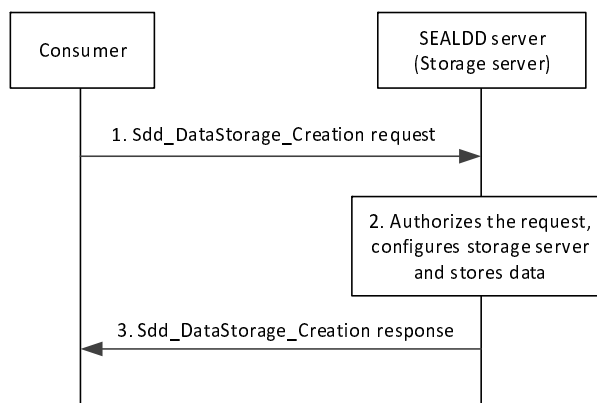 Consumer
SEALDD server
(Storage server)
1. Sdd_DataStorage_Creation request
2. Authorizes the request,
configures storage server
and stores data
3. Sdd_DataStorage_Creation response